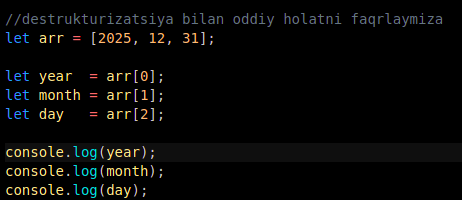 //destrukturizatsiya bilan oddiy holatni faqrlaymiza
let arr = [2025, 12, 31];
let year  = arr[0];
let month = arr[1];
let day   = arr[2];
console.log(year);
console.log(month);
console.log(day);